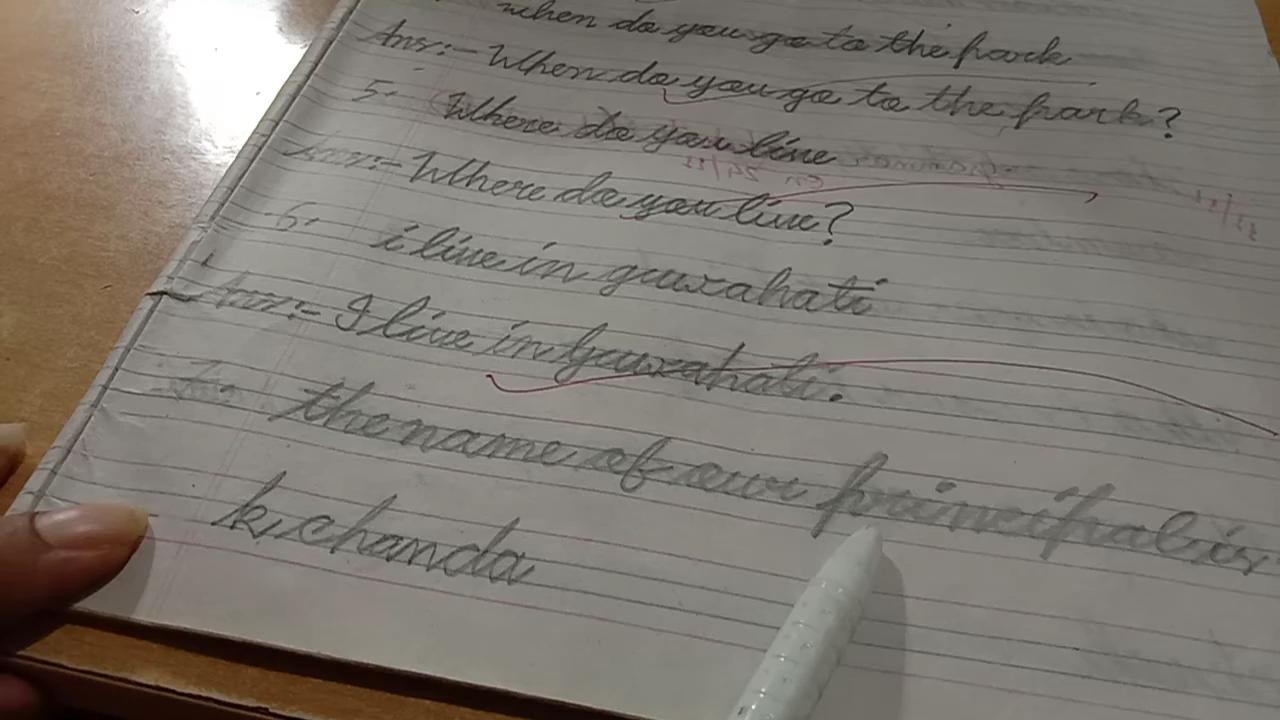 when do you go to the park
Ans:- When do you go to the park?
5. Where do you live
Ans:- Where do you live?
6. i live in guwahati
Ans:- I live in Guwahati.
the name of our principal is
k. chanda